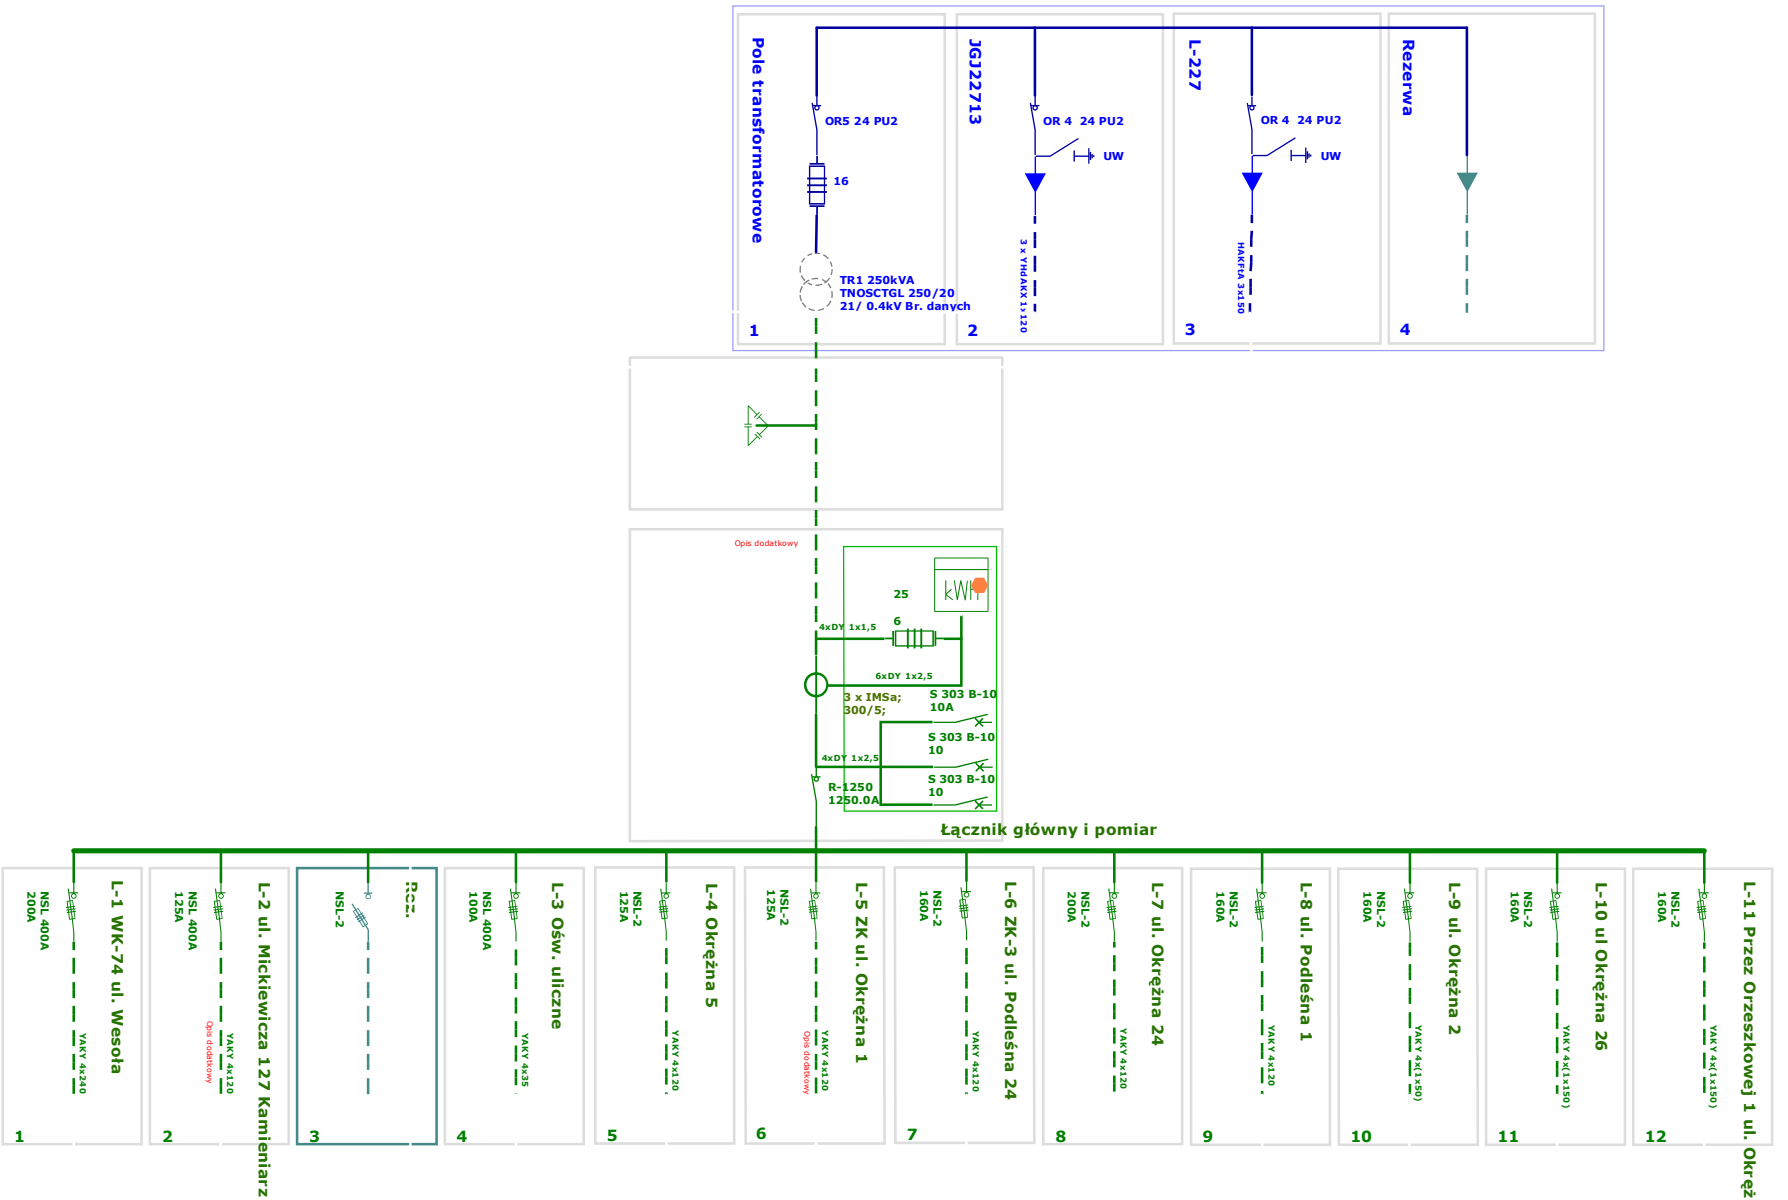 Pole transformatorowe
OR5 24 PU2
16
TR1 250kVA
TNOSCTGL 250/20
21/ 0.4kV Br. danych
1
JGJ22713
OR 4  24 PU2
UW
3 x YHdAKX 1x120
2
L-227
OR 4  24 PU2
UW
HAKFtA 3x150
3
Rezerwa
4
Opis dodatkowy
kWh
25
6
4xDY 1x1,5
6xDY 1x2,5
3 x IMSa;
300/5;
S 303 B-10
10A
S 303 B-10
10
4xDY 1x2,5
S 303 B-10
10
R-1250
1250.0A
Łącznik główny i pomiar
L-1 WK-74 ul. Wesoła
NSL 400A
200A
YAKY 4x240
1
L-2 ul. Mickiewicza 127 Kamieniarz
NSL 400A
125A
YAKY 4x120
Opis dodatkowy
2
Rez.
NSL-2
3
L-3 Ośw. uliczne
NSL 400A
100A
YAKY 4x35
4
L-4 Okrężna 5
NSL-2
125A
YAKY 4x120
5
L-5 ZK ul. Okrężna 1
NSL-2
125A
YAKY 4x120
Opis dodatkowy
6
L-6 ZK-3 ul. Podleśna 24
NSL-2
160A
YAKY 4x120
7
L-7 ul. Okrężna 24
NSL-2
200A
YAKY 4x120
8
L-8 ul. Podleśna 1
NSL-2
160A
YAKY 4x120
9
L-9 ul. Okrężna 2
NSL-2
160A
YAKY 4x(1x50)
10
L-10 ul Okrężna 26
NSL-2
160A
YAKY 4x(1x150)
11
L-11 Przez Orzeszkowej 1 ul. Okręż
NSL-2
160A
YAKY 4x(1x150)
12